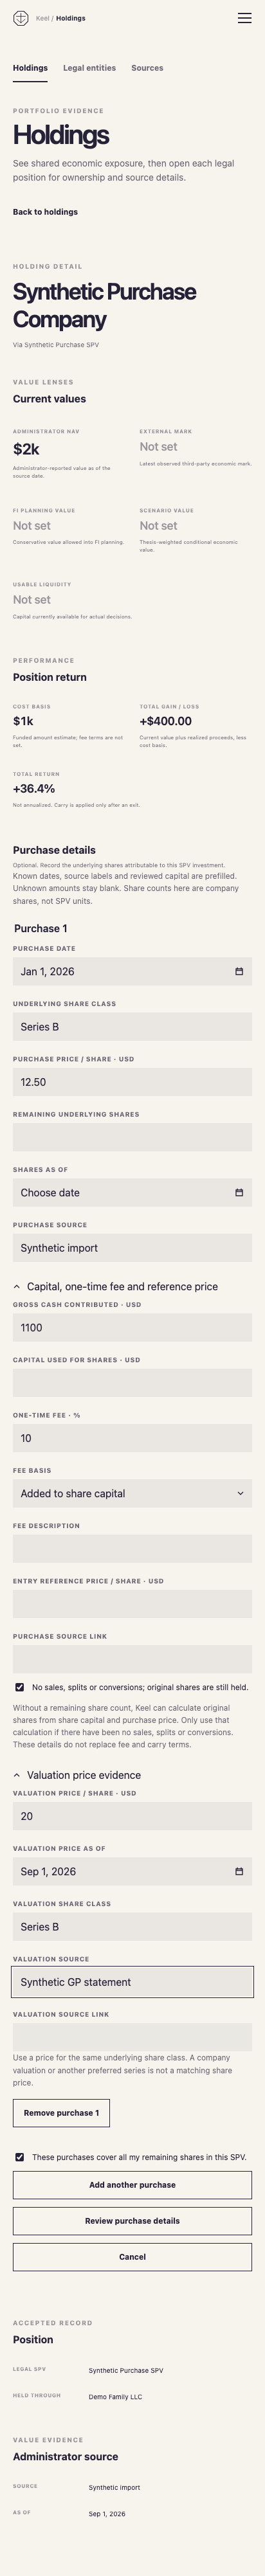 Keel / Holdings
Holdings Legal entities Sources
PORTFOLIO EVIDENCE
Holdings
See shared economic exposure, then open each legal
position for ownership and source details.
Back to holdings
HOLDING DETAIL
Synthetic Purchase
Company
Via Synthetic Purchase SPV
VALUE LENSES
Current values
ADMINISTRATOR NAV
$2k
Administrator-reported value as of the
source date.
EXTERNAL MARK
Not set
Latest observed third-party economic mark.
FI PLANNING VALUE
Not set
Conservative value allowed into FI planning.
SCENARIO VALUE
Not set
Thesis-weighted conditional economic
value.
USABLE LIQUIDITY
Not set
Capital currently available for actual decisions.
PERFORMANCE
Position return
COST BASIS
$1k
Funded amount estimate; fee terms are not
set.
TOTAL GAIN / LOSS
+$400.00
Current value plus realized proceeds, less
cost basis.
TOTAL RETURN
+36.4%
Not annualized. Carry is applied only after an exit.
Purchase details
Optional. Record the underlying shares attributable to this SPV investment.
Known dates, source labels and reviewed capital are prefilled.
Unknown amounts stay blank. Share counts here are company
shares, not SPV units.
Purchase 1
PURCHASE DATE
Jan 1, 2026
UNDERLYING SHARE CLASS
Series B
PURCHASE PRICE / SHARE · USD
12.50
REMAINING UNDERLYING SHARES
SHARES AS OF
Choose date
PURCHASE SOURCE
Synthetic import
Capital, one-time fee and reference price
GROSS CASH CONTRIBUTED · USD
1100
CAPITAL USED FOR SHARES · USD
ONE-TIME FEE · %
10
FEE BASIS
Added to share capital
FEE DESCRIPTION
ENTRY REFERENCE PRICE / SHARE · USD
PURCHASE SOURCE LINK
No sales, splits or conversions; original shares are still held.
Without a remaining share count, Keel can calculate original
shares from share capital and purchase price. Only use that
calculation if there have been no sales, splits or conversions.
These details do not replace fee and carry terms.
Valuation price evidence
VALUATION PRICE / SHARE · USD
20
VALUATION PRICE AS OF
Sep 1, 2026
VALUATION SHARE CLASS
Series B
VALUATION SOURCE
Synthetic GP statement
VALUATION SOURCE LINK
Use a price for the same underlying share class. A company
valuation or another preferred series is not a matching share
price.
Remove purchase 1
These purchases cover all my remaining shares in this SPV.
Add another purchase
Review purchase details
Cancel
ACCEPTED RECORD
Position
LEGAL SPV Synthetic Purchase SPV
HELD THROUGH Demo Family LLC
VALUE EVIDENCE
Administrator source
SOURCE Synthetic import
AS OF Sep 1, 2026